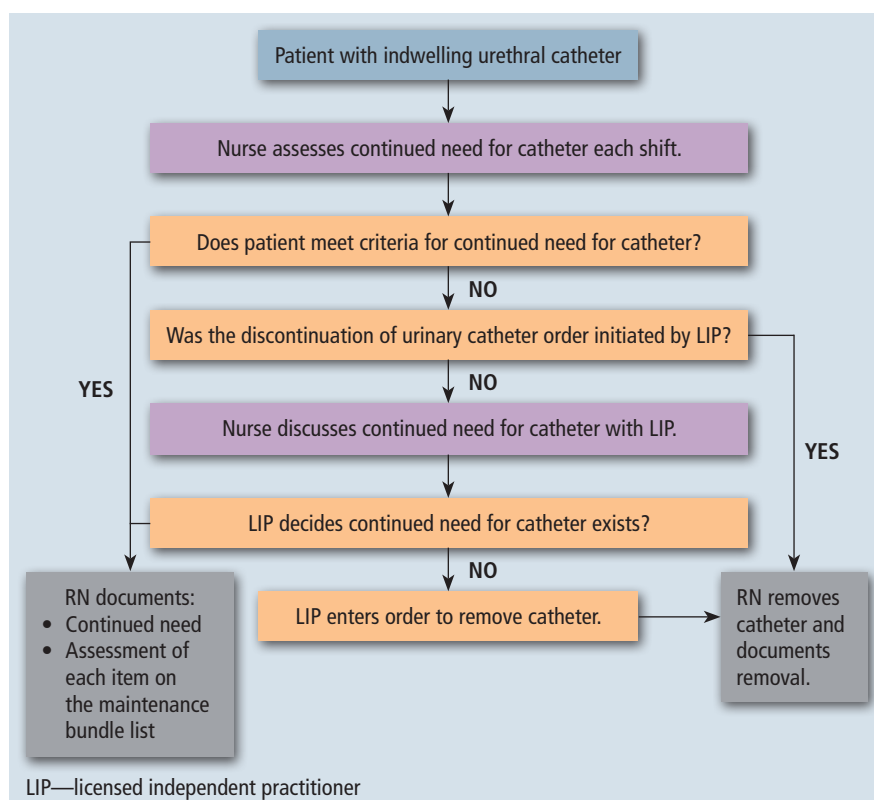 Patient with indwelling urethral catheter
Nurse assesses continued need for catheter each shift.
Does patient meet criteria for continued need for catheter?
NO
Was the discontinuation of urinary catheter order initiated by LIP?
NO
YES
Nurse discusses continued need for catheter with LIP.
YES
LIP decides continued need for catheter exists?
NO
RN documents:
• Continued need
• Assessment of
each item on
the maintenance
bundle list
LIP enters order to remove catheter.
RN removes
catheter and
documents
removal.
LIP—licensed independent practitioner